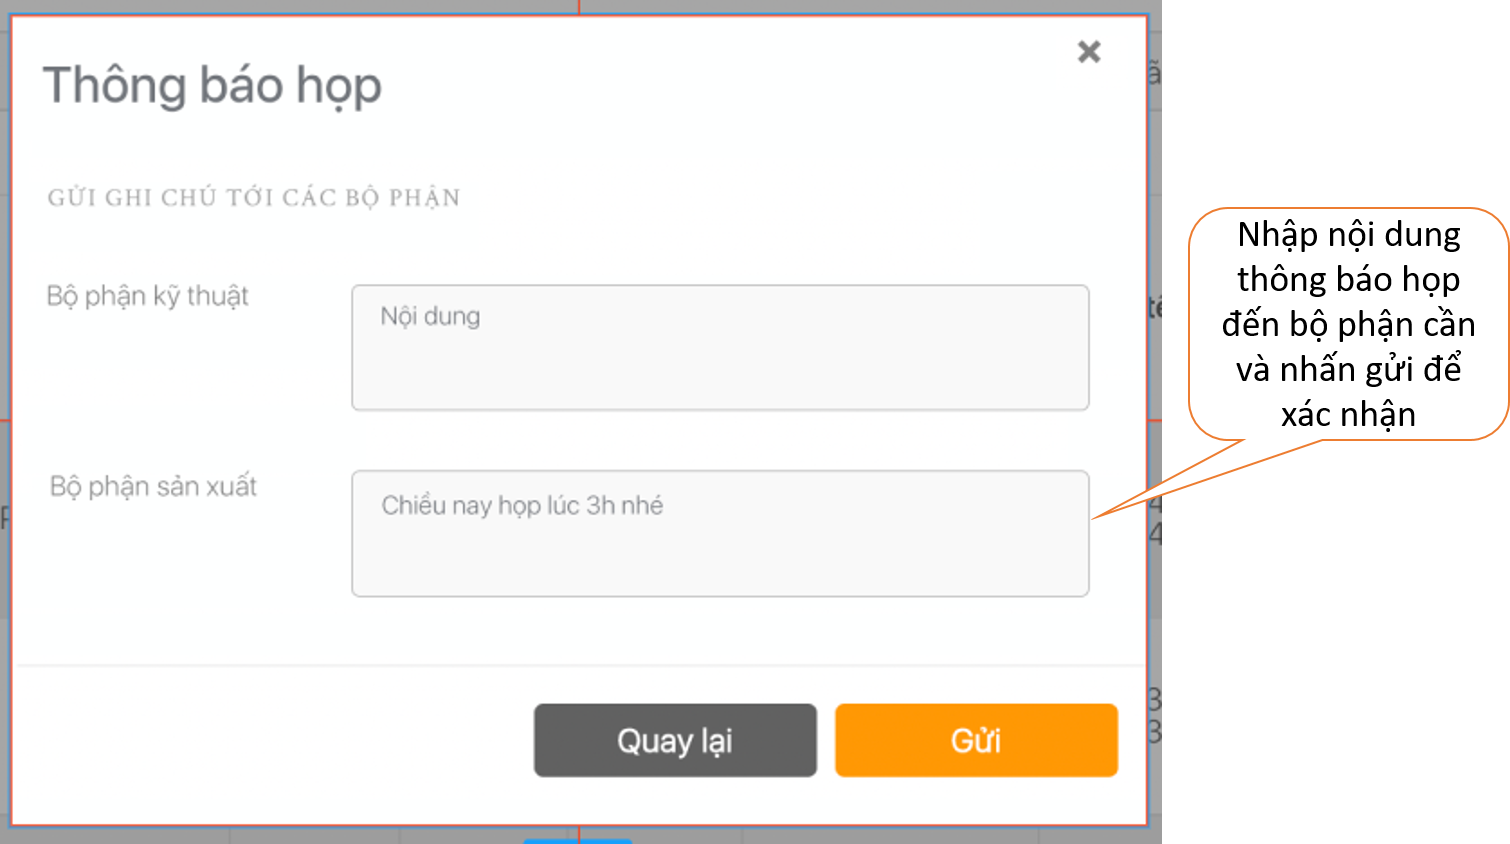 Thông báo họp
GỬI GHI CHÚ TỚI CÁC BỘ PHẬN
Bộ phận kỹ thuật
Nội dung
Bộ phận sản xuất
Chiều nay họp lúc 3h nhé
Quay lại
Gửi
Nhập nội dung
thông báo họp
đến bộ phận cần
và nhấn gửi để
xác nhận